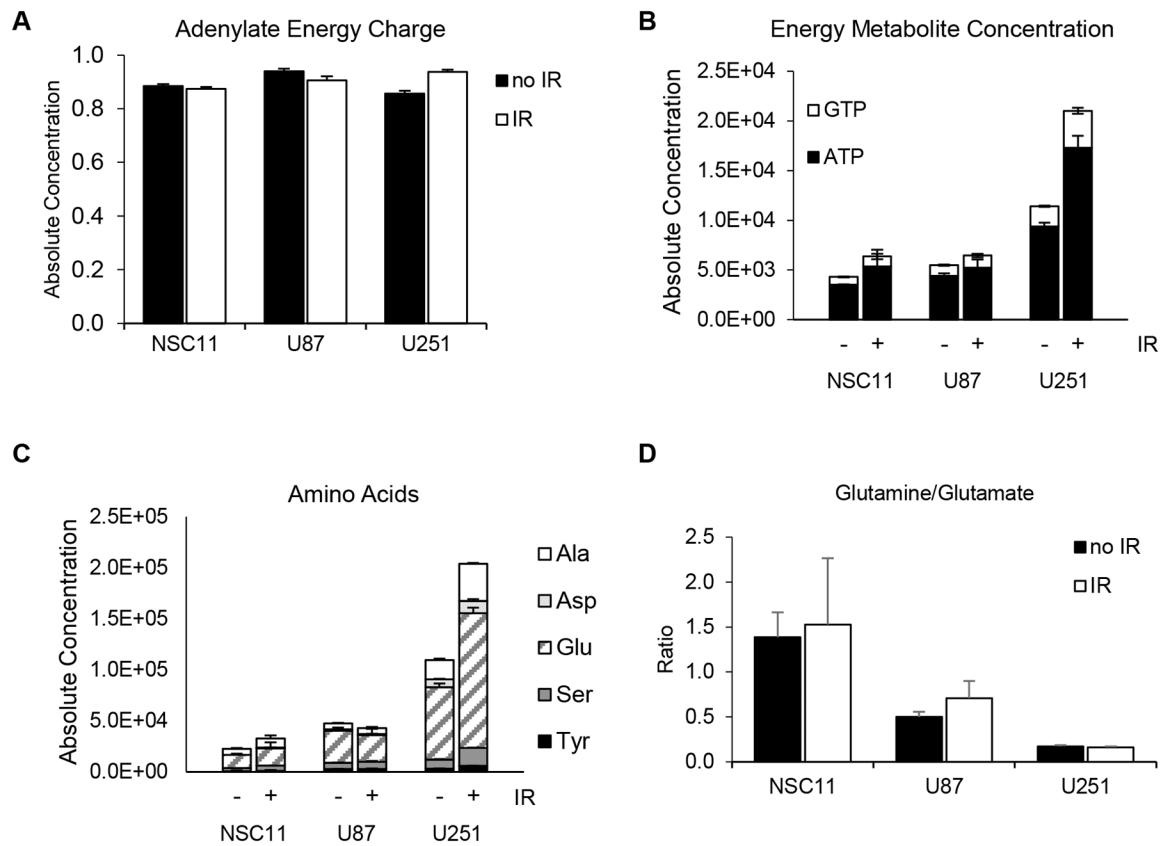 A
Adenylate Energy Charge
Absolute Concentration
1.0
0.8
0.6
0.4
0.2
0.0
no IR
IR
NSC11 U87 U251
B
Energy Metabolite Concentration
Absolute Concentration
2.5E+04
2.0E+04
1.5E+04
1.0E+04
5.0E+03
0.0E+00
GTP
ATP
- + - + - + IR
NSC11 U87 U251
C
Amino Acids
Absolute Concentration
2.5E+05
2.0E+05
1.5E+05
1.0E+05
5.0E+04
0.0E+00
Ala
Asp
Glu
Ser
Tyr
- + - + - + IR
NSC11 U87 U251
D
Glutamine/Glutamate
Ratio
2.5
2.0
1.5
1.0
0.5
0.0
no IR
IR
NSC11 U87 U251